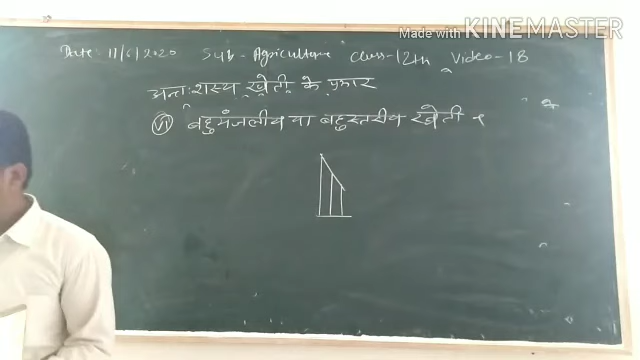 Made with KINEMASTER
Date: 11/6/2020 Sub - Agriculture Class-12th Video-18
अन्तः शस्य खेती के प्रकार
(VI) बहुमंजलीय या बहुस्तरीय खेती